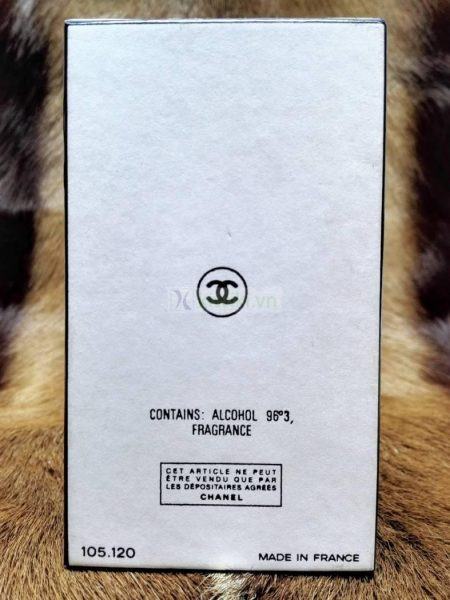 CONTAINS: ALCOHOL 96°3,
FRAGRANCE
CET ARTICLE NE PEUT
ÊTRE VENDU QUE PAR
LES DÉPOSITAIRES AGRÉÉS
CHANEL
105.120
MADE IN FRANCE